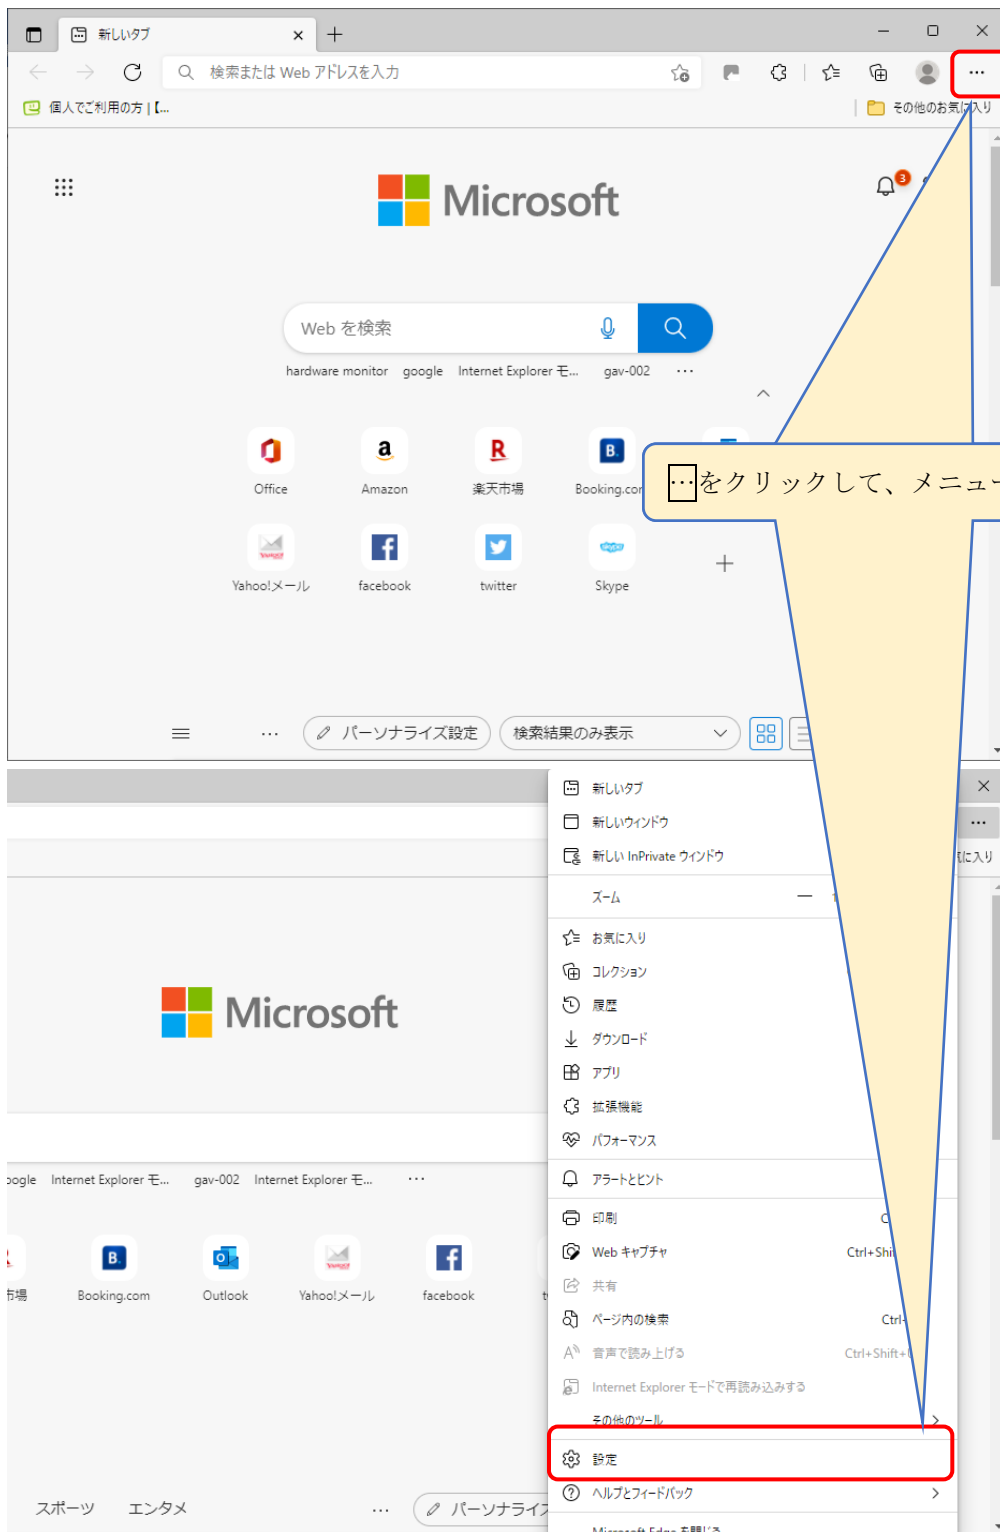 新しいタブ
検索または Web アドレスを入力
個人でご利用の方 | 【...
その他のお気に入り
Microsoft
3
Web を検索
hardware monitor google Internet Explorer モ... gav-002 ...
Office
Amazon
楽天市場
Booking.com
…をクリックして、メニュー
Yahoo!メール
facebook
twitter
Skype
... パーソナライズ設定 検索結果のみ表示
新しいタブ
新しいウィンドウ
新しい InPrivate ウィンドウ
に入り
ズーム
お気に入り
コレクション
履歴
Microsoft
ダウンロード
アプリ
拡張機能
パフォーマンス
oogle Internet Explorer モ... gav-002 Internet Explorer モ... ...
アラートとヒント
印刷
Web キャプチャ Ctrl+Shi
共有
市場
Booking.com
Outlook
Yahoo!メール
facebook
ページ内の検索 Ctrl+
音声で読み上げる Ctrl+Shift+
Internet Explorer モードで再読み込みする
その他のツール
設定
ヘルプとフィードバック
スポーツ エンタメ ... パーソナライズ
Microsoft Edge を閉じる